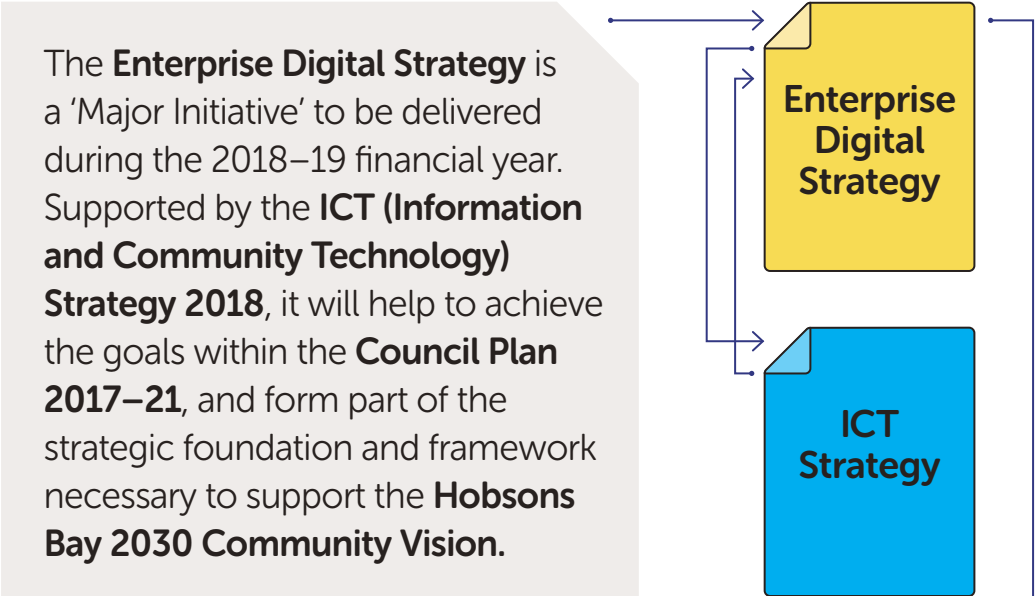 The Enterprise Digital Strategy is
a ‘Major Initiative’ to be delivered
during the 2018–19 financial year.
Supported by the ICT (Information
and Community Technology)
Strategy 2018, it will help to achieve
the goals within the Council Plan
2017–21, and form part of the
strategic foundation and framework
necessary to support the Hobsons
Bay 2030 Community Vision.
Enterprise
Digital
Strategy
ICT
Strategy